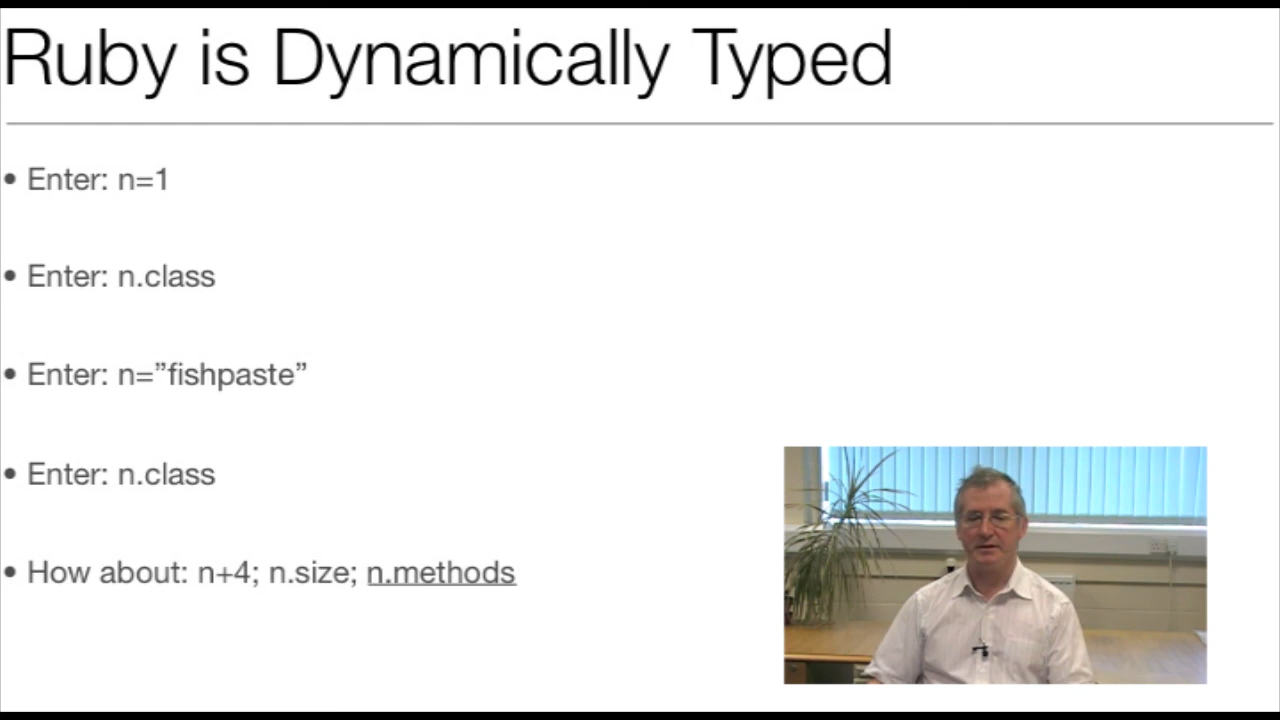 Ruby is Dynamically Typed
• Enter: n=1
• Enter: n.class
• Enter: n=”fishpaste”
• Enter: n.class
• How about: n+4; n.size; n.methods